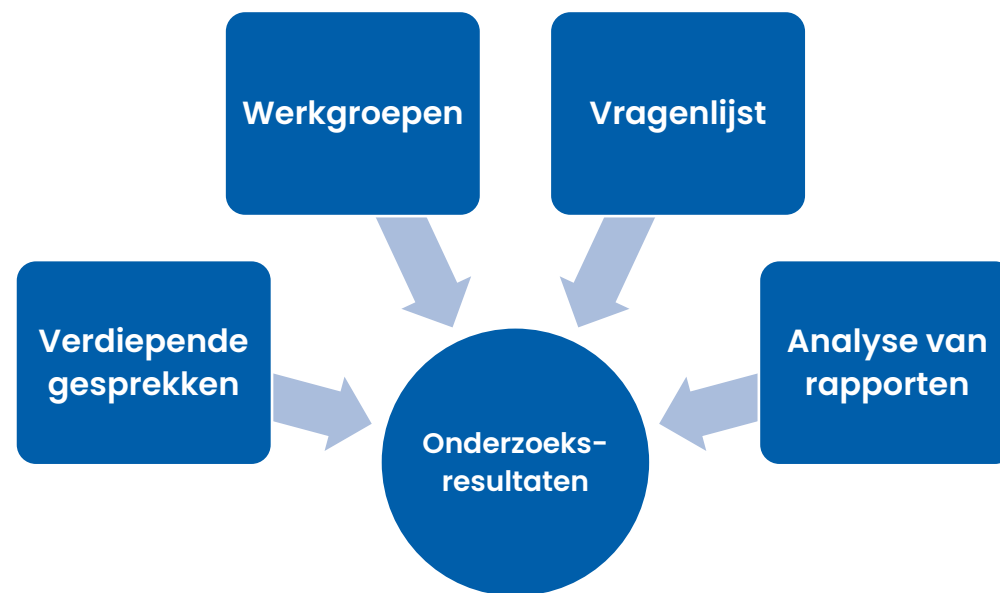 Werkgroepen
Vragenlijst
Verdiepende
gesprekken
Analyse van
rapporten
Onderzoeks-
resultaten